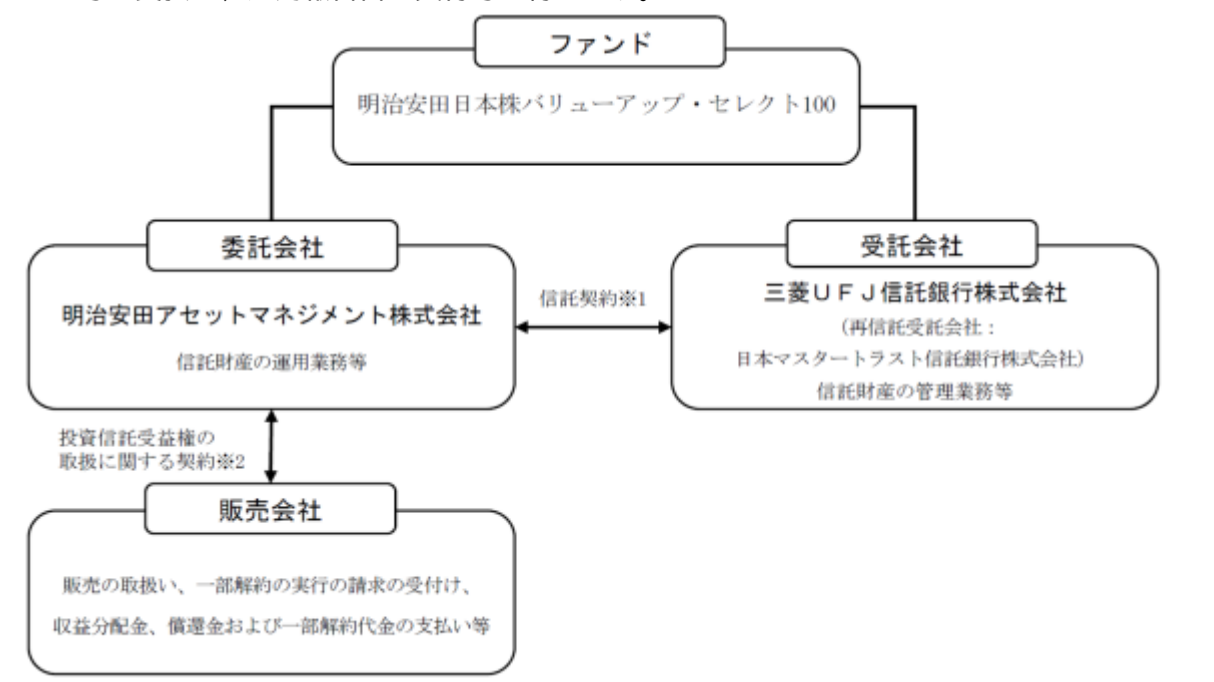 ファンド
明治安田日本株バリューアップ・セレクト100
委託会社
明治安田アセットマネジメント株式会社
信託財産の運用業務等
信託契約※1
受託会社
三菱UFJ信託銀行株式会社
(再信託受託会社:
日本マスタートラスト信託銀行株式会社)
信託財産の管理業務等
投資信託受益権の
取扱に関する契約※2
販売会社
販売の取扱い、一部解約の実行の請求の受付け、
収益分配金、償還金および一部解約代金の支払い等